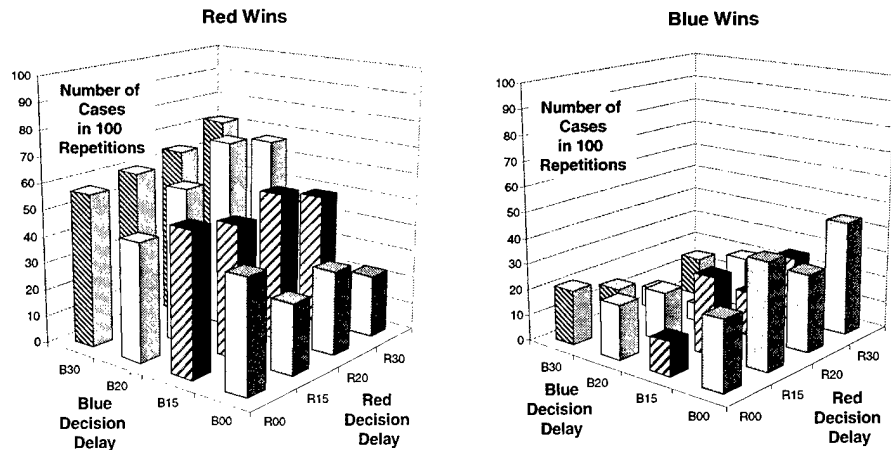 Red Wins
100
90
80
70
60
50
40
30
20
10
0
Number of
Cases
in 100
Repetitions
B30
B20
B15
B00
R00
R15
R20
R30
Blue
Decision
Delay
Red
Decision
Delay
Blue Wins
100
90
80
70
60
50
40
30
20
10
0
Number of
Cases
in 100
Repetitions
B30
B20
B15
B00
R00
R15
R20
R30
Blue
Decision
Delay
Red
Decision
Delay